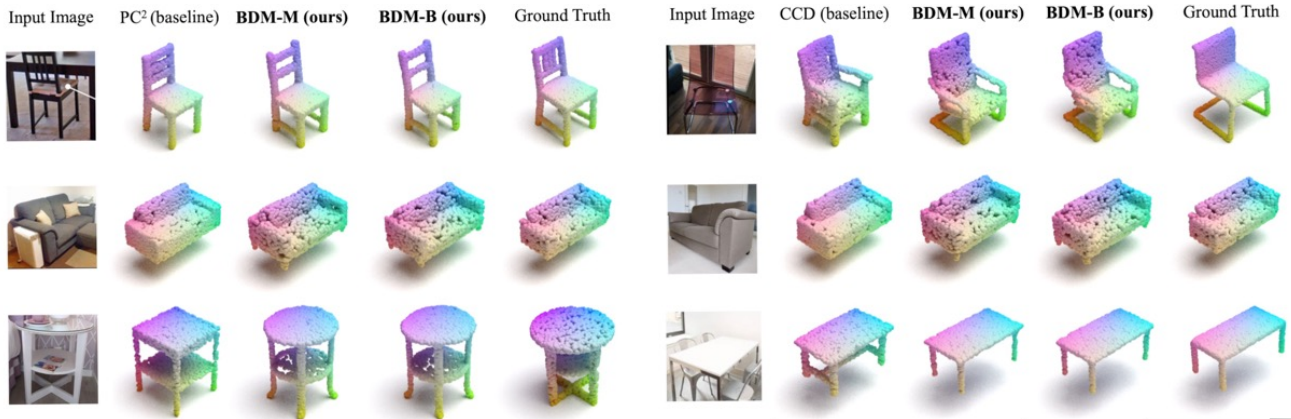 Input Image PC² (baseline) BDM-M (ours) BDM-B (ours) Ground Truth Input Image CCD (baseline) BDM-M (ours) BDM-B (ours) Ground Truth